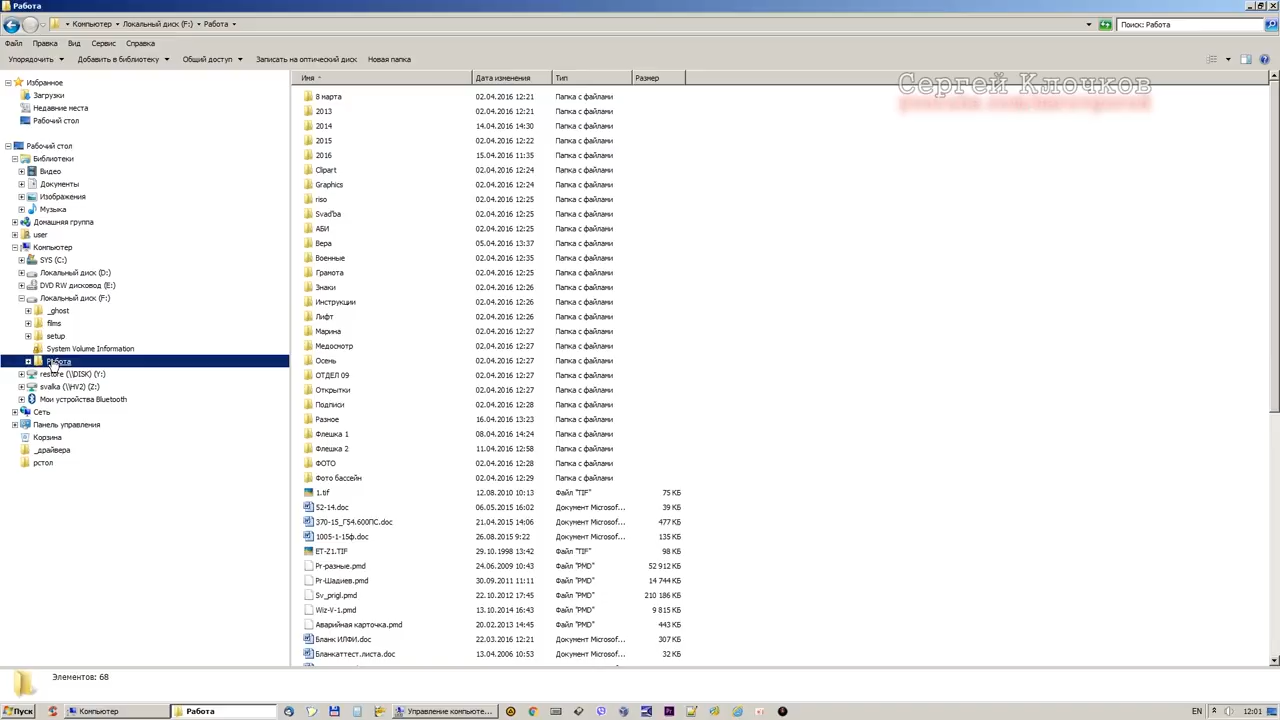 Работа
Компьютер
Локальный диск (F:)
Работа
Поиск: Работа
Файл
Правка
Вид
Сервис
Справка
Упорядочить
Добавить в библиотеку
Общий доступ
Записать на оптический диск
Новая папка
Сергей Клочков
Избранное
Загрузки
Недавние места
Рабочий стол
Рабочий стол
Библиотеки
Видео
Документы
Изображения
Музыка
Домашняя группа
user
Компьютер
SYS (C:)
Локальный диск (D:)
DVD RW дисковод (E:)
Локальный диск (F:)
_ghost
films
setup
System Volume Information
Работа
restore (\\DISK) (Y:)
svalka (\\HV2) (Z:)
Мои устройства Bluetooth
Сеть
Панель управления
Корзина
_драйвера
рстол
Имя Дата изменения Тип Размер
8 марта 02.04.2016 12:21 Папка с файлами
2013 02.04.2016 12:21 Папка с файлами
2014 14.04.2016 14:30 Папка с файлами
2015 02.04.2016 12:22 Папка с файлами
2016 15.04.2016 11:35 Папка с файлами
Clipart 02.04.2016 12:24 Папка с файлами
Graphics 02.04.2016 12:24 Папка с файлами
riso 02.04.2016 12:25 Папка с файлами
Svad'ba 02.04.2016 12:25 Папка с файлами
АБИ 02.04.2016 12:25 Папка с файлами
Вера 05.04.2016 13:37 Папка с файлами
Военные 02.04.2016 12:35 Папка с файлами
Грамота 02.04.2016 12:25 Папка с файлами
Знаки 02.04.2016 12:26 Папка с файлами
Инструкции 02.04.2016 12:26 Папка с файлами
Лифт 02.04.2016 12:26 Папка с файлами
Марина 02.04.2016 12:27 Папка с файлами
Медосмотр 02.04.2016 12:27 Папка с файлами
Осень 02.04.2016 12:27 Папка с файлами
ОТДЕЛ 09 02.04.2016 12:27 Папка с файлами
Открытки 02.04.2016 12:27 Папка с файлами
Подписи 02.04.2016 12:28 Папка с файлами
Разное 16.04.2016 13:23 Папка с файлами
Флешка 1 08.04.2016 14:24 Папка с файлами
Флешка 2 11.04.2016 12:58 Папка с файлами
ФОТО 02.04.2016 12:28 Папка с файлами
Фото бассейн 02.04.2016 12:29 Папка с файлами
1.tif 12.08.2010 10:13 Файл "TIF" 75 КБ
52-14.doc 06.05.2015 16:02 Документ Microsof... 39 КБ
370-15_Г54.600ПС.doc 21.04.2015 14:06 Документ Microsof... 477 КБ
1005-1-15ф.doc 26.08.2015 9:22 Документ Microsof... 135 КБ
ET-Z1.TIF 29.10.1998 13:42 Файл "TIF" 98 КБ
Pr-разные.pmd 24.06.2009 10:43 Файл "PMD" 52 912 КБ
Pr-Шадиев.pmd 30.09.2011 11:11 Файл "PMD" 14 744 КБ
Sv_prigl.pmd 22.10.2012 17:45 Файл "PMD" 210 186 КБ
Wiz-V-1.pmd 13.10.2014 16:43 Файл "PMD" 9 815 КБ
Аварийная карточка.pmd 20.02.2013 14:45 Файл "PMD" 443 КБ
Бланк ИЛФИ.doc 22.03.2016 12:21 Документ Microsof... 307 КБ
Бланкаттест.листа.doc 13.04.2006 10:53 Документ Microsof... 32 КБ
Элементов: 68
Пуск
Компьютер
Работа
Управление компьюте...
EN
12:01